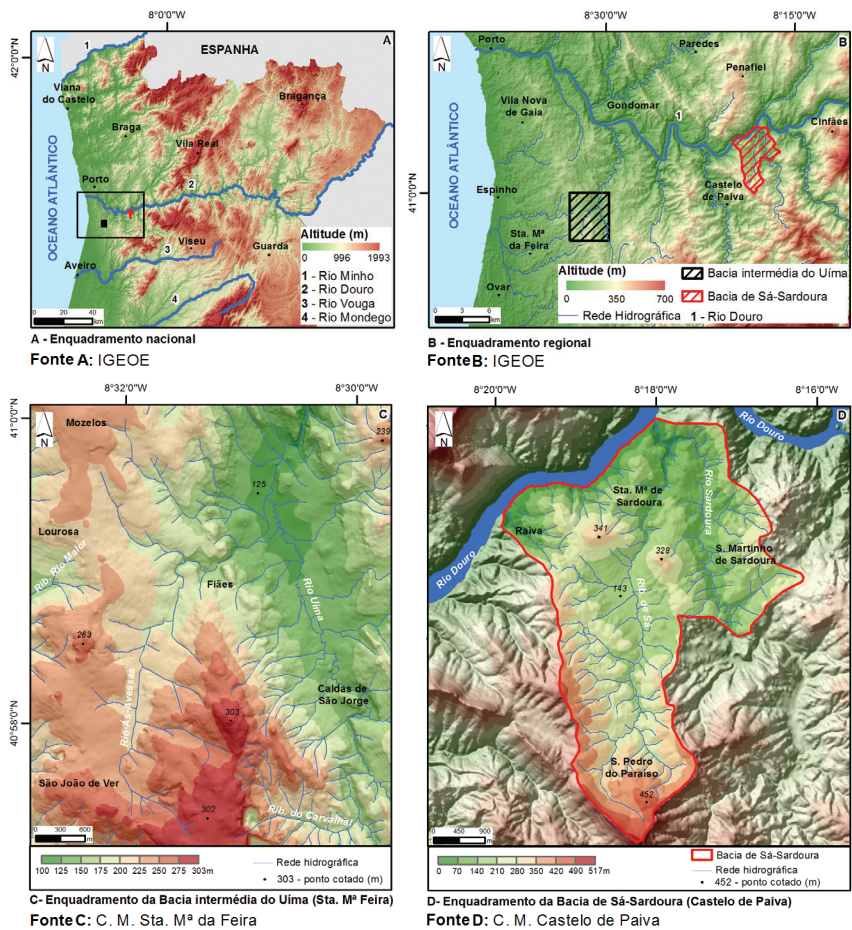 8°0'0"W
A
N
42°0'0"N
ESPANHA
1
Viana
do Castelo
Bragança
Braga
Vila Real
OCEANO ATLÂNTICO
Porto
2
Altitude (m)
0 996 1993
1 - Rio Minho
2 - Rio Douro
3 - Rio Vouga
4 - Rio Mondego
Viseu
3
Guarda
Aveiro
4
0 20 40
km
A - Enquadramento nacional
Fonte A: IGEOE
8°30'0"W
8°15'0"W
B
N
Porto
Paredes
Penafiel
Vila Nova
de Gaia
Gondomar
1
Cinfães
OCEANO ATLÂNTICO
41°0'0"N
Espinho
Castelo
de Paiva
Sta. Mª
da Feira
Ovar
Altitude (m)
0 350 700
Bacia intermédia do Uíma
Bacia de Sá-Sardoura
Rede Hidrográfica
1 - Rio Douro
0 3 6
km
B - Enquadramento regional
Fonte B: IGEOE
8°32'0"W
8°30'0"W
C
N
41°0'0"N
Mozelos
239
125
Lourosa
Rib. Rio Maior
Fiães
Rio Uíma
263
Caldas de
São Jorge
Rio Às-Avessas
303
40°58'0"N
São João de Ver
302
Rib. do Carvalhal
0 300 600
m
100 125 150 175 200 225 250 275 303m
Rede hidrográfica
303 - ponto cotado (m)
C- Enquadramento da Bacia intermédia do Uíma (Sta. Mª Feira)
Fonte C: C. M. Sta. Mª da Feira
8°20'0"W
8°18'0"W
8°16'0"W
D
N
Rio Douro
Rio Sardoura
Sta. Mª de
Sardoura
Raiva
341
328
S. Martinho
de Sardoura
Rio Douro
143
Rib. de Sá
S. Pedro
do Paraíso
452
0 450 900
m
0 70 140 210 280 350 420 490 517m
Bacia de Sá-Sardoura
Rede hidrográfica
452 - ponto cotado (m)
D- Enquadramento da Bacia de Sá-Sardoura (Castelo de Paiva)
Fonte D: C. M. Castelo de Paiva